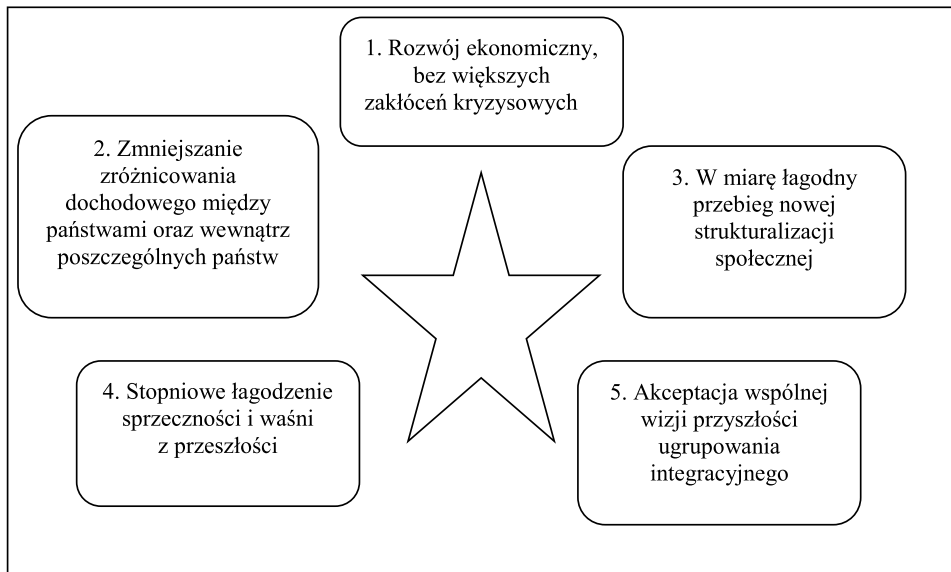 1. Rozwój ekonomiczny,
bez większych
zakłóceń kryzysowych
2. Zmniejszanie
zróżnicowania
dochodowego między
państwami oraz wewnątrz
poszczególnych państw
3. W miarę łagodny
przebieg nowej
strukturalizacji
społecznej
4. Stopniowe łagodzenie
sprzeczności i waśni
z przeszłości
5. Akceptacja wspólnej
wizji przyszłości
ugrupowania
integracyjnego